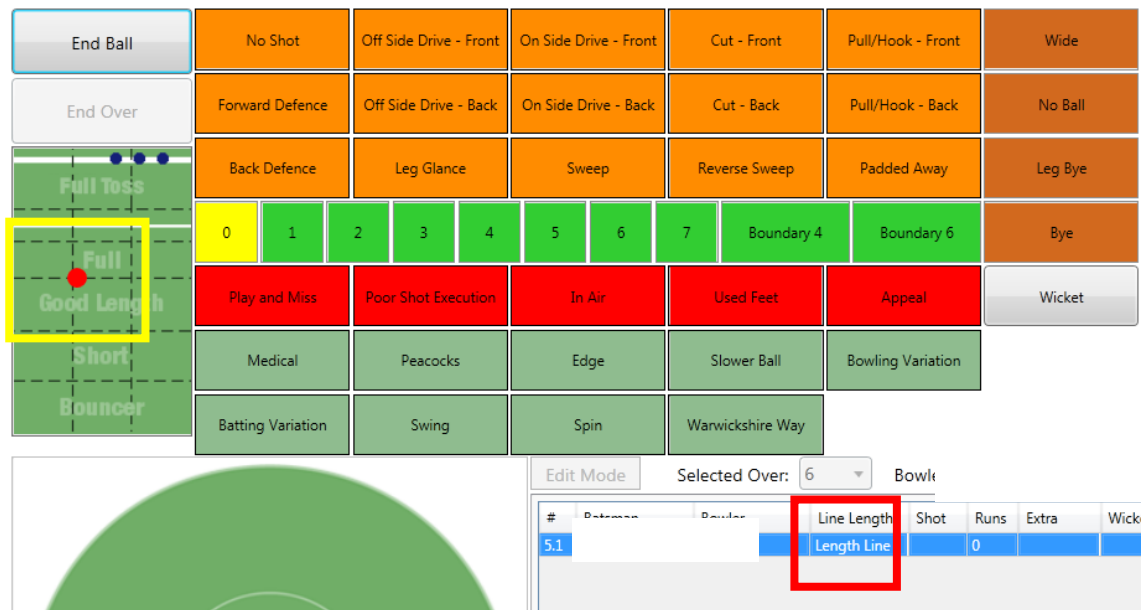 End Ball
No Shot
Off Side Drive - Front
On Side Drive - Front
Cut - Front
Pull/Hook - Front
Wide
End Over
Forward Defence
Off Side Drive - Back
On Side Drive - Back
Cut - Back
Pull/Hook - Back
No Ball
Full Toss
Back Defence
Leg Glance
Sweep
Reverse Sweep
Padded Away
Leg Bye
Full
0
1
2
3
4
5
6
7
Boundary 4
Boundary 6
Bye
Good Length
Play and Miss
Poor Shot Execution
In Air
Used Feet
Appeal
Wicket
Short
Medical
Peacocks
Edge
Slower Ball
Bowling Variation
Bouncer
Batting Variation
Swing
Spin
Warwickshire Way
Edit Mode
Selected Over: 6
# Batsman Bowler Line Length Shot Runs Extra
5.1 Length Line 0